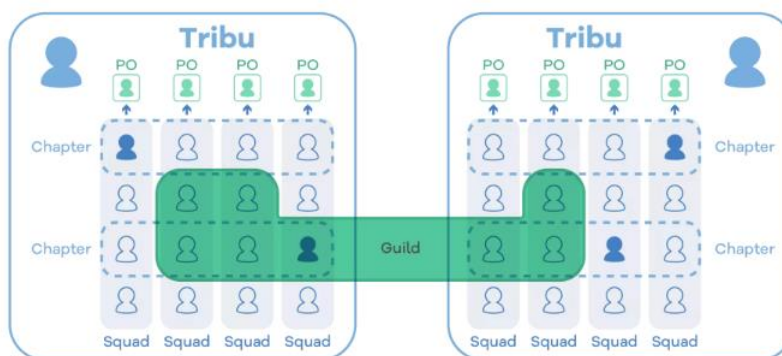 Tribu Tribu
PO PO PO PO PO PO PO PO
Chapter Chapter
Chapter Guild Chapter
Squad Squad Squad Squad Squad Squad Squad Squad